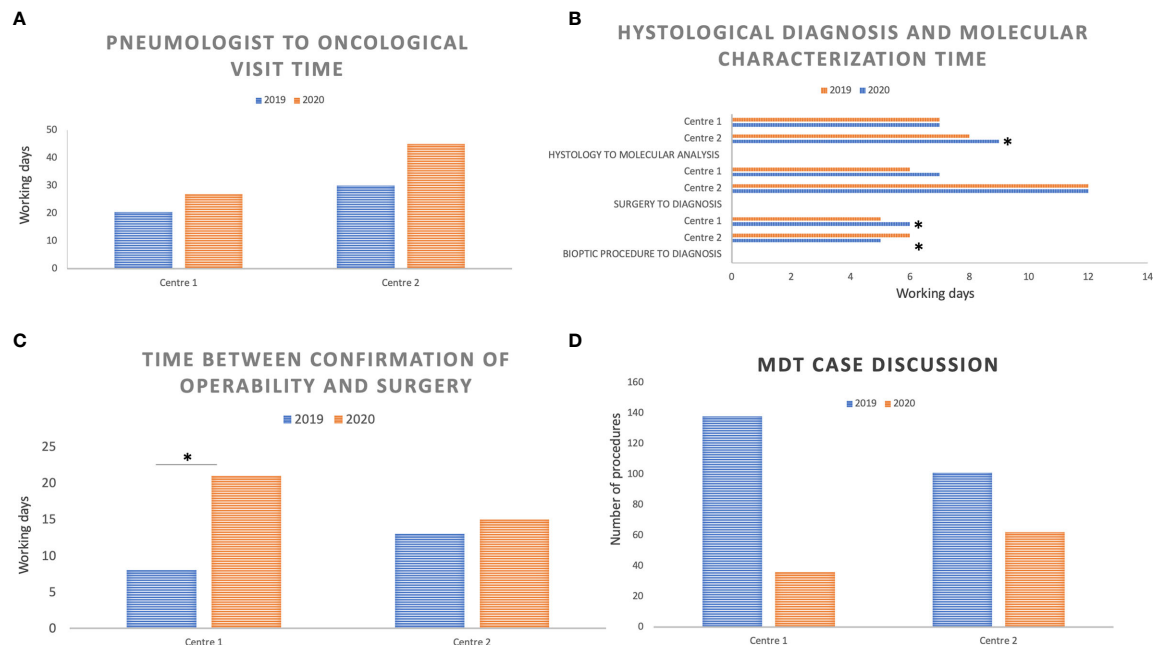 A
PNEUMOLOGIST TO ONCOLOGICAL
VISIT TIME
2019 2020
Working days
50
40
30
20
10
0
Centre 1 Centre 2
B
HYSTOLOGICAL DIAGNOSIS AND MOLECULAR
CHARACTERIZATION TIME
2019 2020
Centre 1
Centre 2 *
HYSTOLOGY TO MOLECULAR ANALYSIS
Centre 1
Centre 2
SURGERY TO DIAGNOSIS
Centre 1 *
Centre 2 *
BIOPTIC PROCEDURE TO DIAGNOSIS
0 2 4 6 8 10 12 14
Working days
C
TIME BETWEEN CONFIRMATION OF
OPERABILITY AND SURGERY
2019 2020
Working days
25
20
15
10
5
0
*
Centre 1 Centre 2
D
MDT CASE DISCUSSION
2019 2020
Number of procedures
160
140
120
100
80
60
40
20
0
Centre 1 Centre 2